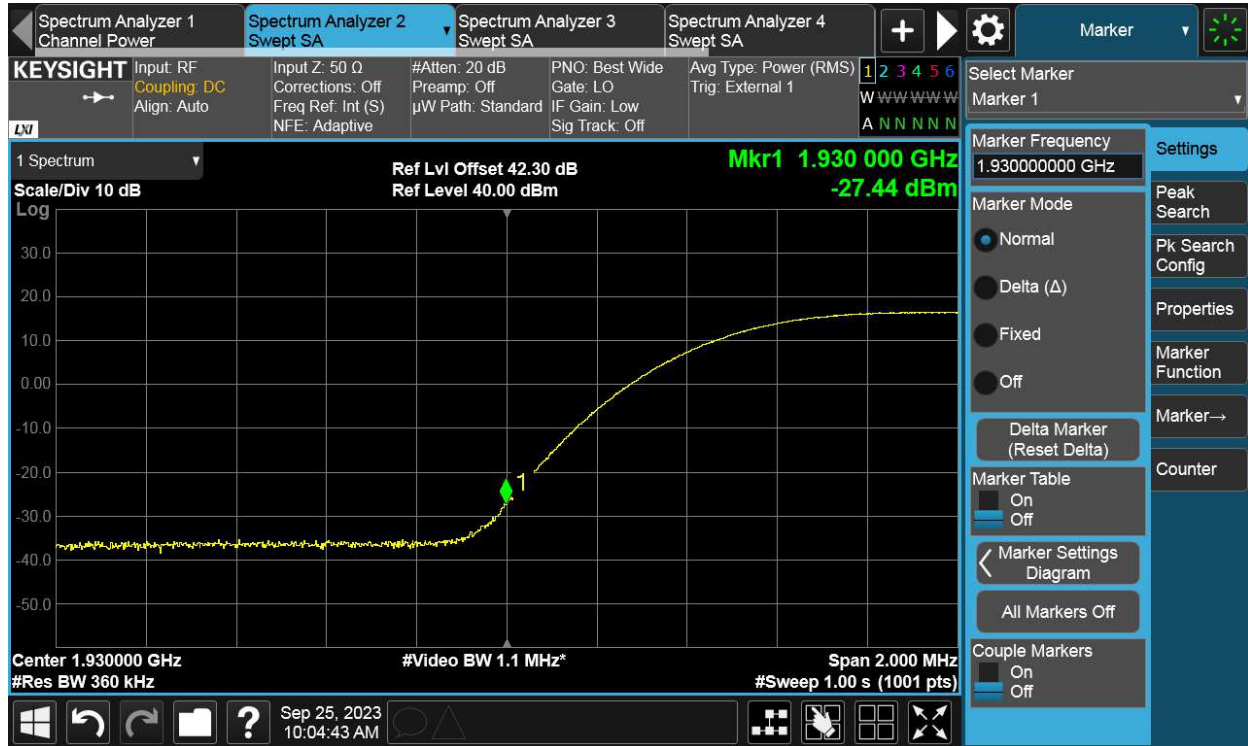 Spectrum Analyzer 1
Channel Power
Spectrum Analyzer 2
Swept SA
Spectrum Analyzer 3
Swept SA
Spectrum Analyzer 4
Swept SA
+
Marker
KEYSIGHT
LXI
Input: RF
Coupling: DC
Align: Auto
Input Z: 50 Ω
Corrections: Off
Freq Ref: Int (S)
NFE: Adaptive
#Atten: 20 dB
Preamp: Off
µW Path: Standard
PNO: Best Wide
Gate: LO
IF Gain: Low
Sig Track: Off
Avg Type: Power (RMS)
Trig: External 1
1 2 3 4 5 6
W W W W W W
A N N N N N
Select Marker
Marker 1
1 Spectrum
Scale/Div 10 dB
Ref Lvl Offset 42.30 dB
Ref Level 40.00 dBm
Mkr1 1.930 000 GHz
-27.44 dBm
Log
30.0
20.0
10.0
0.00
-10.0
-20.0
-30.0
-40.0
-50.0
1
Center 1.930000 GHz
#Res BW 360 kHz
#Video BW 1.1 MHz*
Span 2.000 MHz
#Sweep 1.00 s (1001 pts)
Marker Frequency
1.930000000 GHz
Marker Mode
Normal
Delta (Δ)
Fixed
Off
Delta Marker
(Reset Delta)
Marker Table
On
Off
Marker Settings
Diagram
All Markers Off
Couple Markers
On
Off
Settings
Peak
Search
Pk Search
Config
Properties
Marker
Function
Marker→
Counter
?
Sep 25, 2023
10:04:43 AM